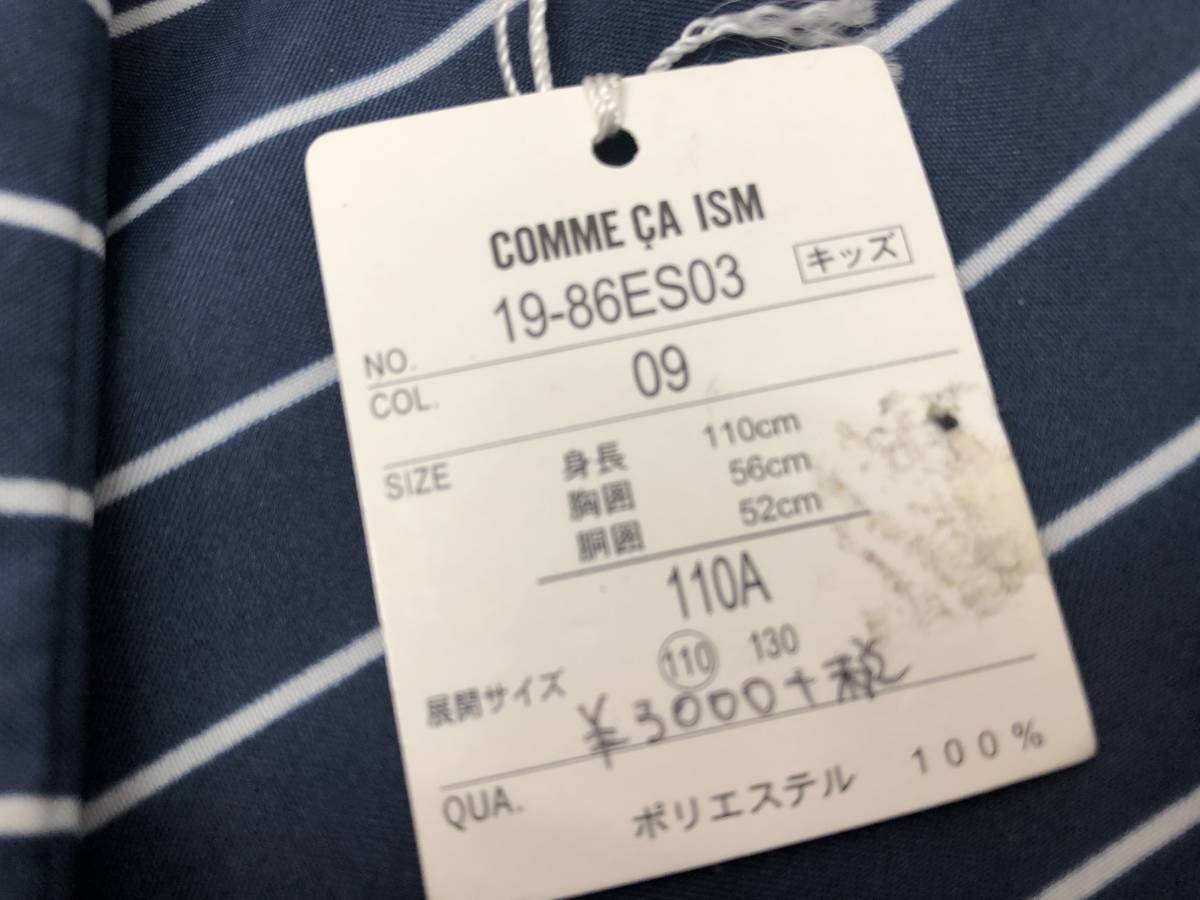 COMME ÇA ISM
キッズ
NO. 19-86ES03
COL. 09
SIZE 身長 110cm
胸囲 56cm
胴囲 52cm
110A
展開サイズ 110 130
¥3000+税
QUA. ポリエステル 100%